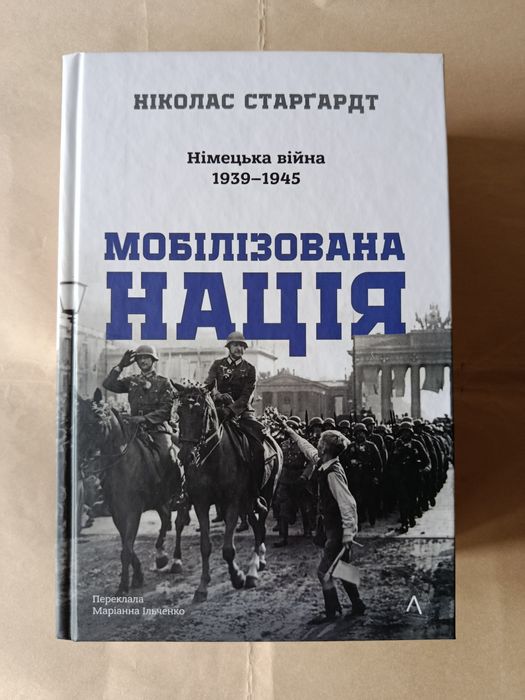 НІКОЛАС СТАРҐАРДТ
Німецька війна
1939–1945
МОБІЛІЗОВАНА
НАЦІЯ
Переклала
Маріанна Ільченко